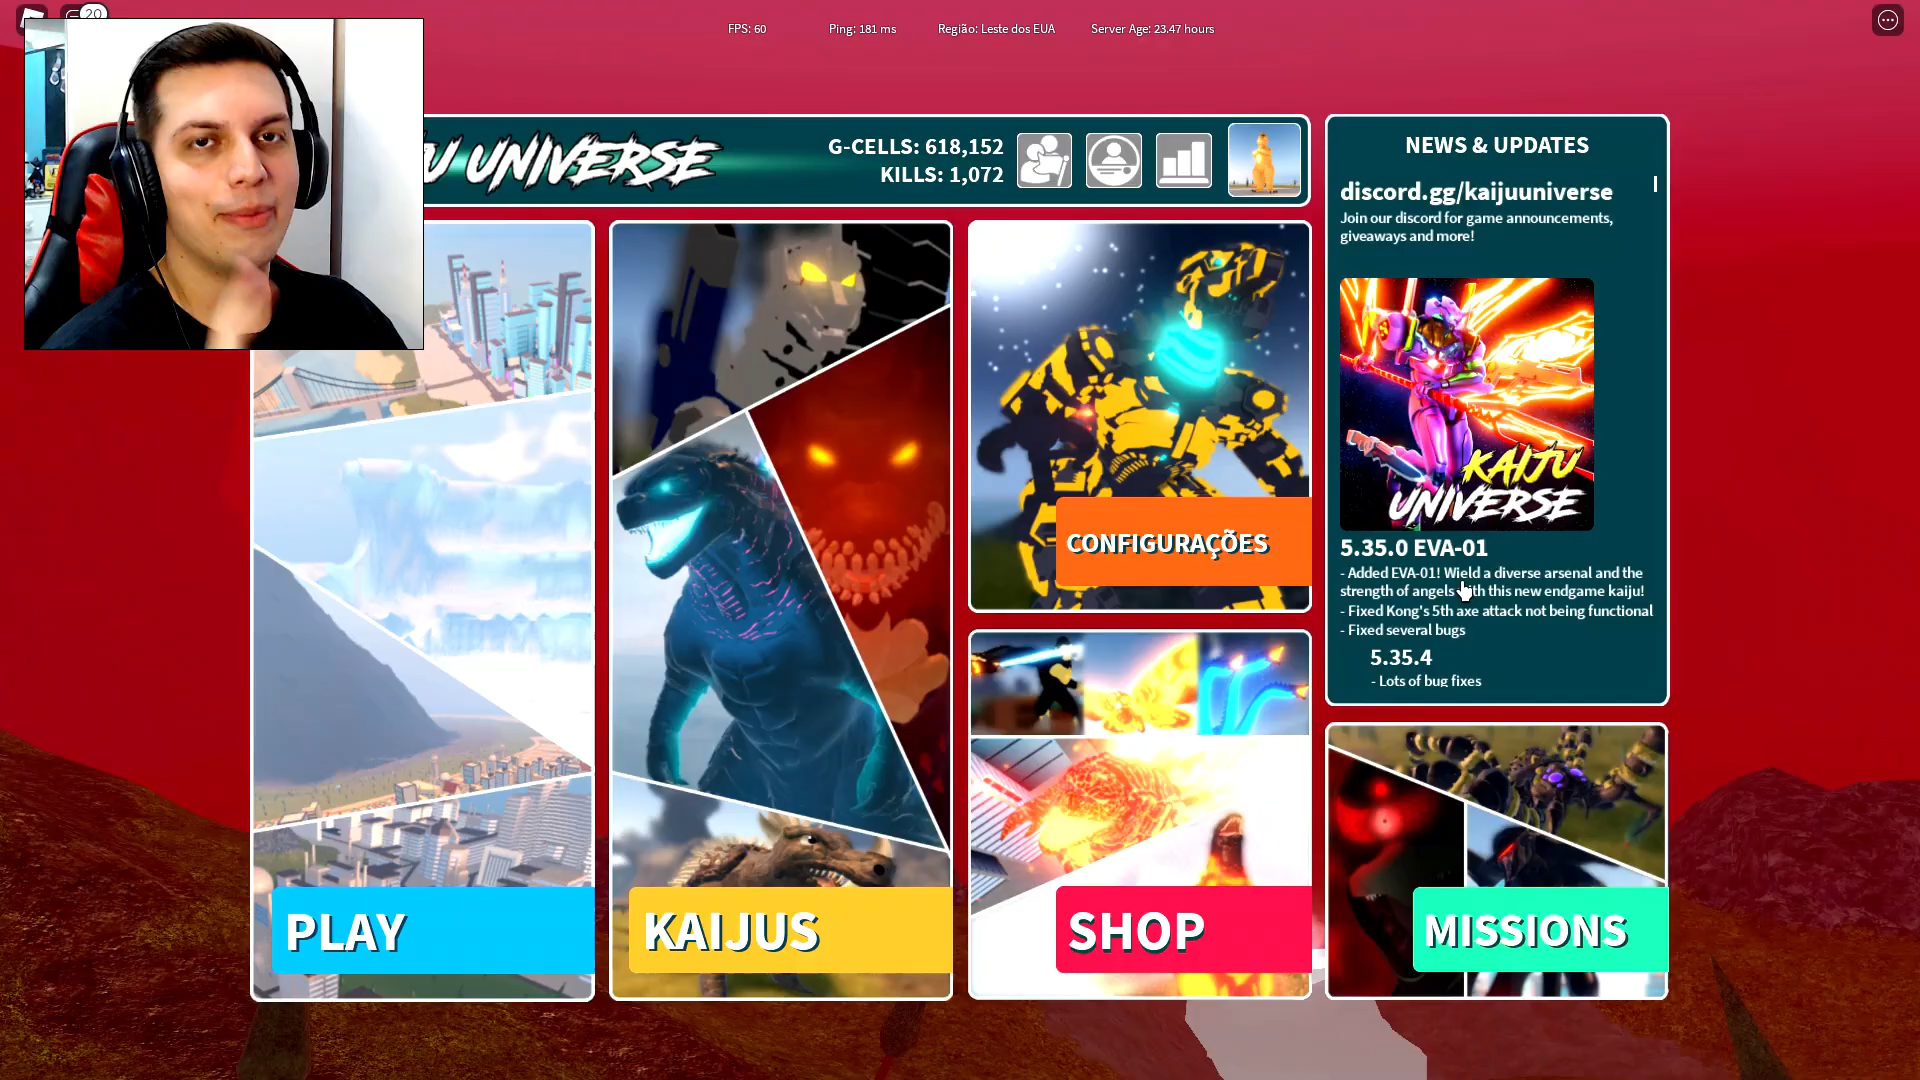 20
FPS: 60
Ping: 181 ms
Região: Leste dos EUA
Server Age: 23.47 hours
UNIVERSE
G-CELLS: 618,152
KILLS: 1,072
NEWS & UPDATES
discord.gg/kaijuuniverse
Join our discord for game announcements,
giveaways and more!
KAIJU
UNIVERSE
5.35.0 EVA-01
- Added EVA-01! Wield a diverse arsenal and the
strength of angels with this new endgame kaiju!
- Fixed Kong's 5th axe attack not being functional
- Fixed several bugs
5.35.4
- Lots of bug fixes
CONFIGURAÇÕES
PLAY
KAIJUS
SHOP
MISSIONS